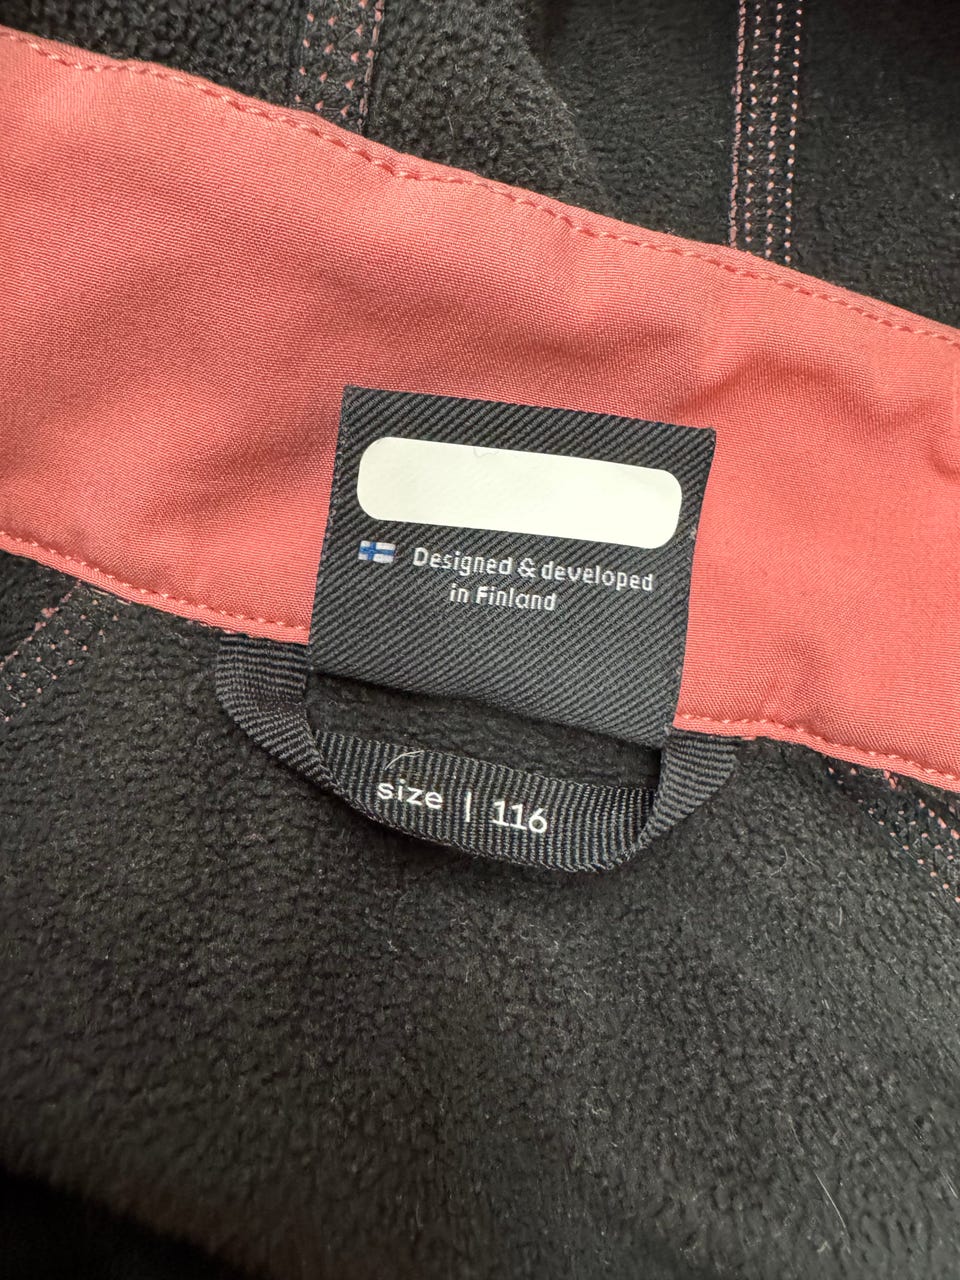 Designed & developed
in Finland
size | 116